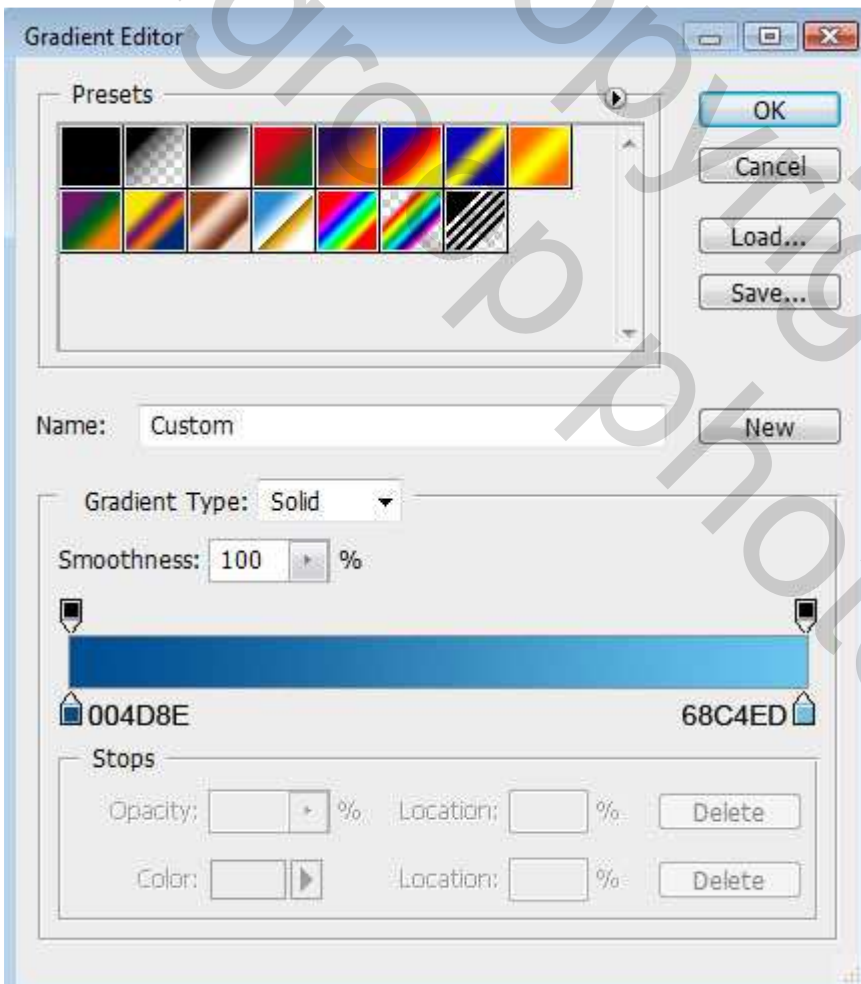 Gradient Editor
Presets
OK
Cancel
Load...
Save...
Name: Custom
New
Gradient Type: Solid
Smoothness: 100 %
004D8E 68C4ED
Stops
Opacity: % Location: % Delete
Color: Location: % Delete